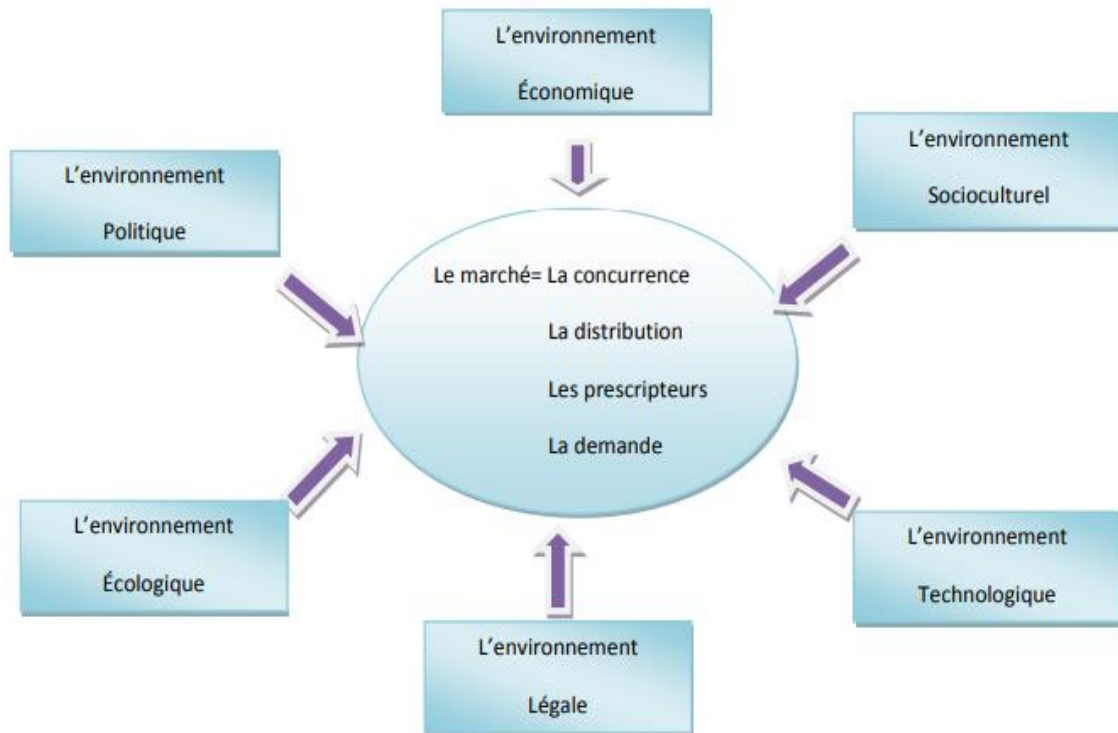 L'environnement
Économique
L'environnement
Politique
L'environnement
Socioculturel
Le marché= La concurrence
La distribution
Les prescripteurs
La demande
L'environnement
Écologique
L'environnement
Technologique
L'environnement
Légale